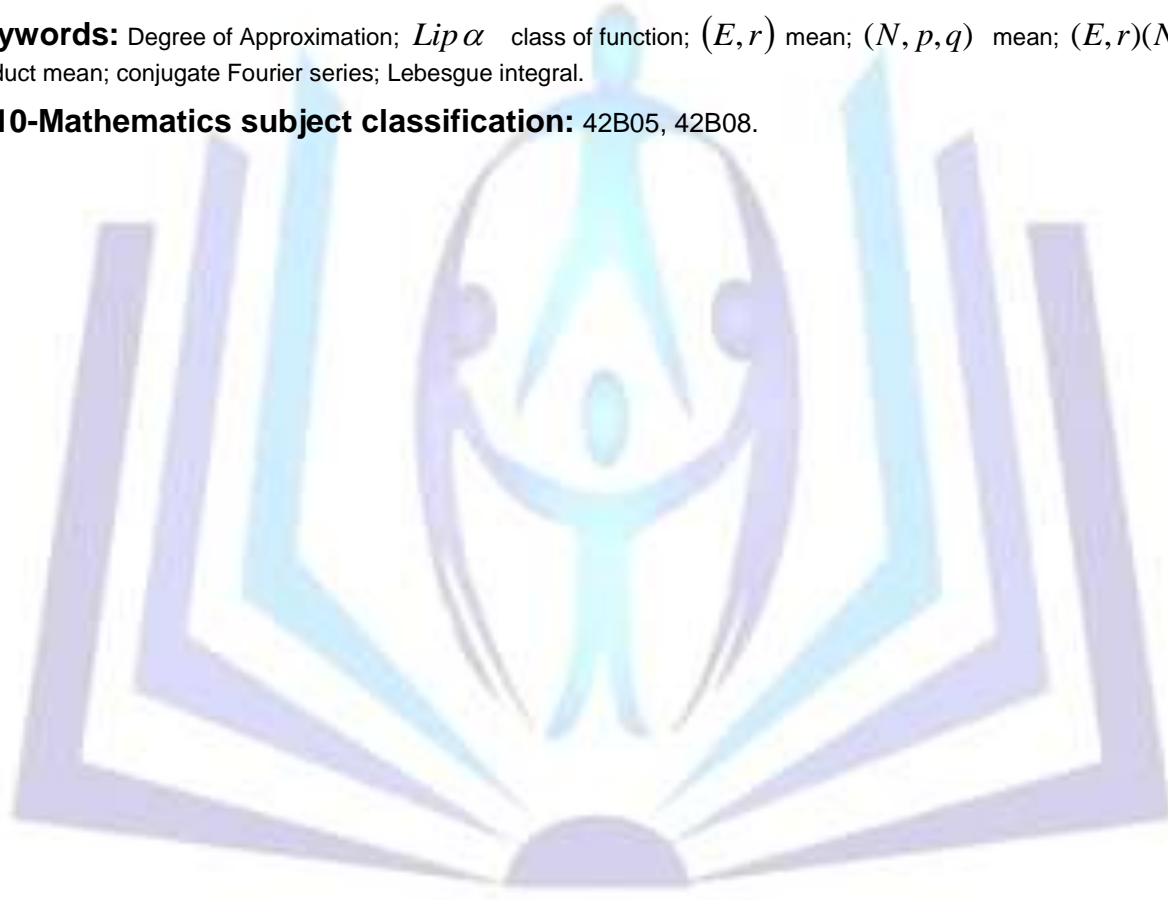 ywords: Degree of Approximation; Lip α class of function; (E, r) mean; (N, p, q) mean; (E, r)(N
duct mean; conjugate Fourier series; Lebesgue integral.
10-Mathematics subject classification: 42B05, 42B08.